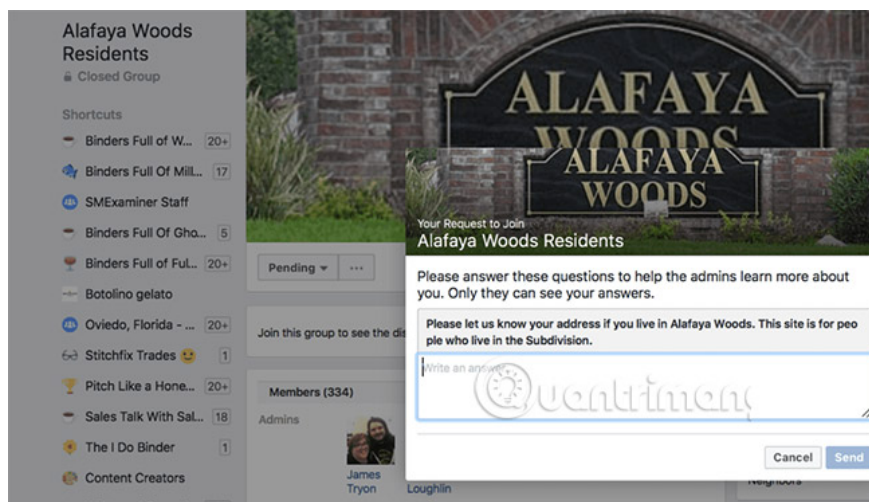 Alafaya Woods
Residents
Closed Group
Shortcuts
Binders Full of W... 20+
Binders Full Of Mill... 17
SMExaminer Staff
Binders Full Of Gho... 5
Binders Full of Ful... 20+
Botolino gelato
Oviedo, Florida - ... 20+
Stitchfix Trades 1
Pitch Like a Hone... 20+
Sales Talk With Sal... 18
The I Do Binder 1
Content Creators
ALAFAYA
WOODS
Pending
Join this group to see the dis
Members (334)
Admins
James
Tryon
Loughlin
ALAFAYA
WOODS
Your Request to Join
Alafaya Woods Residents
Please answer these questions to help the admins learn more about
you. Only they can see your answers.
Please let us know your address if you live in Alafaya Woods. This site is for peo
ple who live in the Subdivision.
Write an answer
Quantrimang
Cancel Send
Neighbors